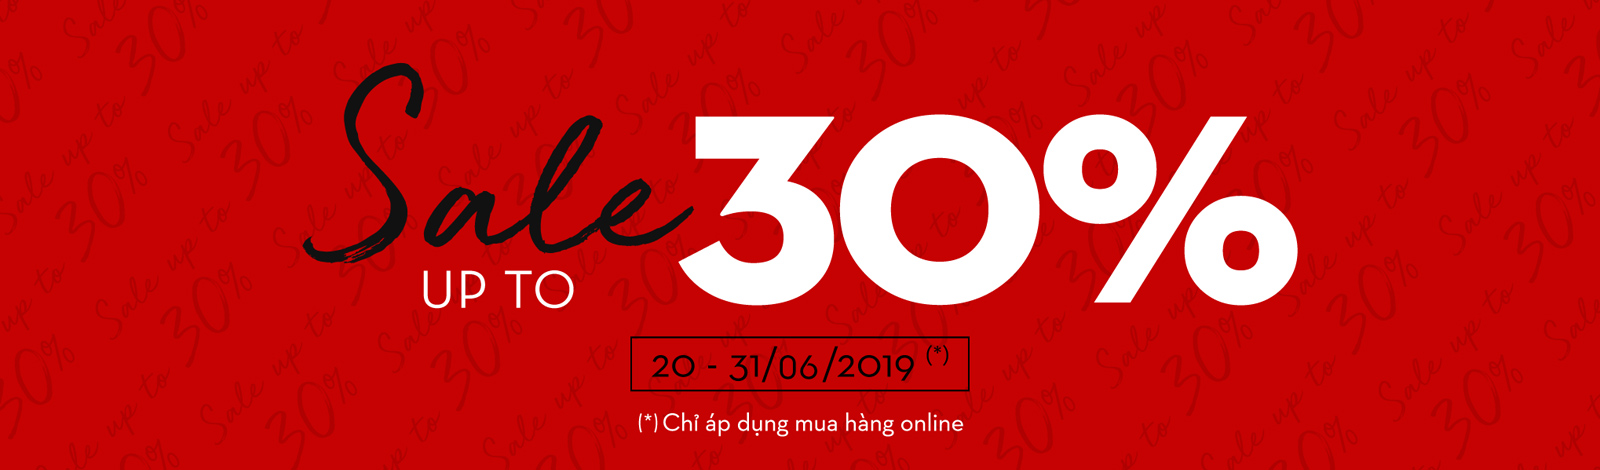 Sale
UP TO
30%
20 - 31/06/2019 (*)
(*) Chỉ áp dụng mua hàng online